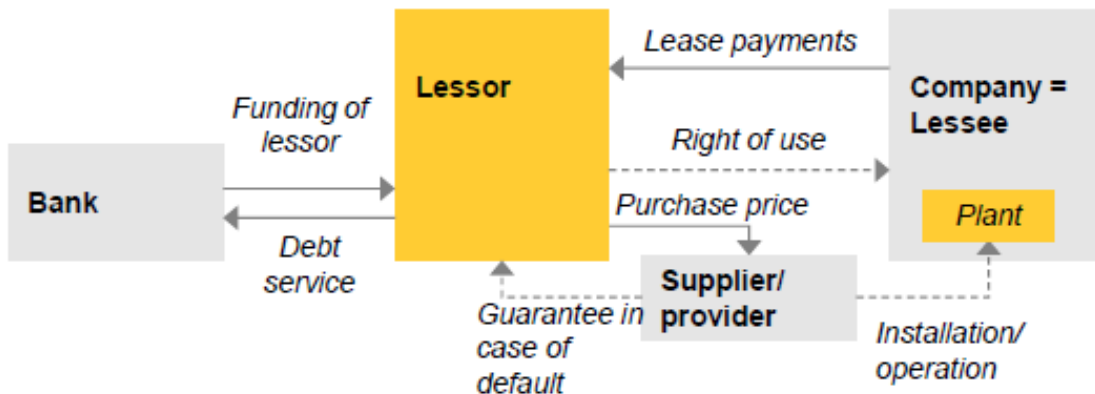 Lease payments
Lessor
Company =
Lessee
Funding of
lessor
Right of use
Bank
Purchase price
Plant
Debt
service
Supplier/
provider
Guarantee in
case of
default
Installation/
operation